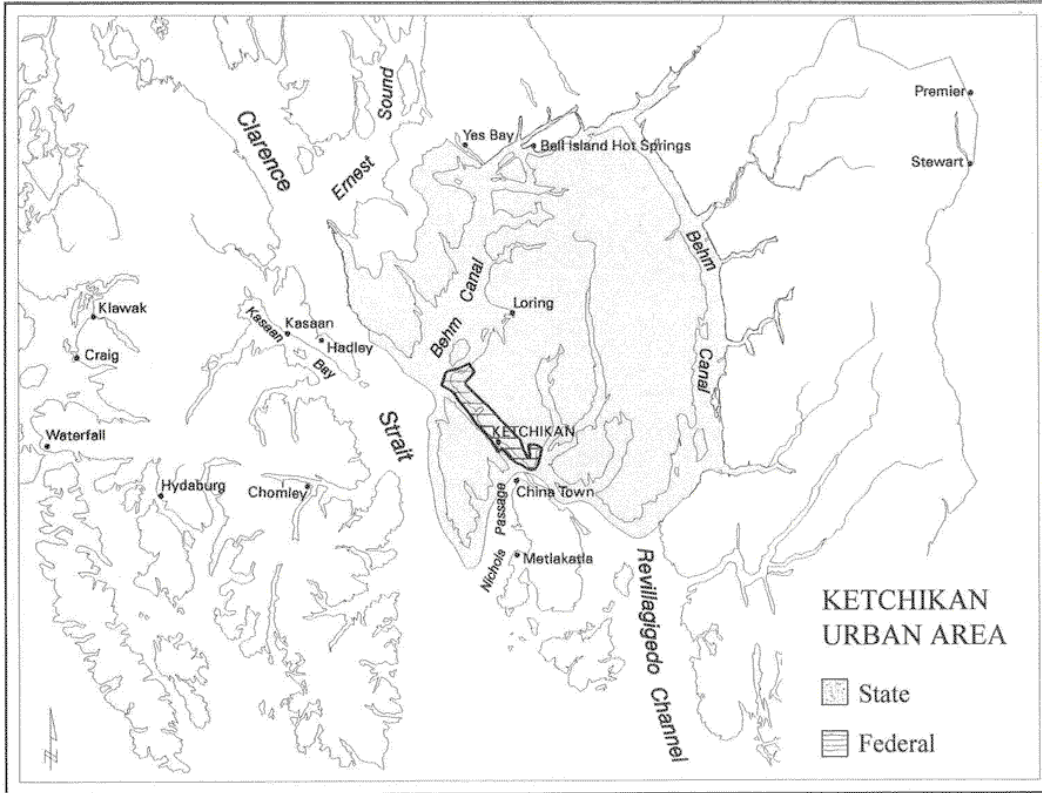 Clarence
Sound
Ernest
Yes Bay
Bell Island Hot Springs
Premier
Stewart
Behm
Canal
Behm
Canal
Loring
Klawak
Craig
Kasaan
Kasaan
Bay
Hadley
Strait
KETCHIKAN
Waterfall
Hydaburg
Chomley
China Town
Nichols Passage
Metlakatla
Revillagigedo Channel
KETCHIKAN
URBAN AREA
State
Federal
N